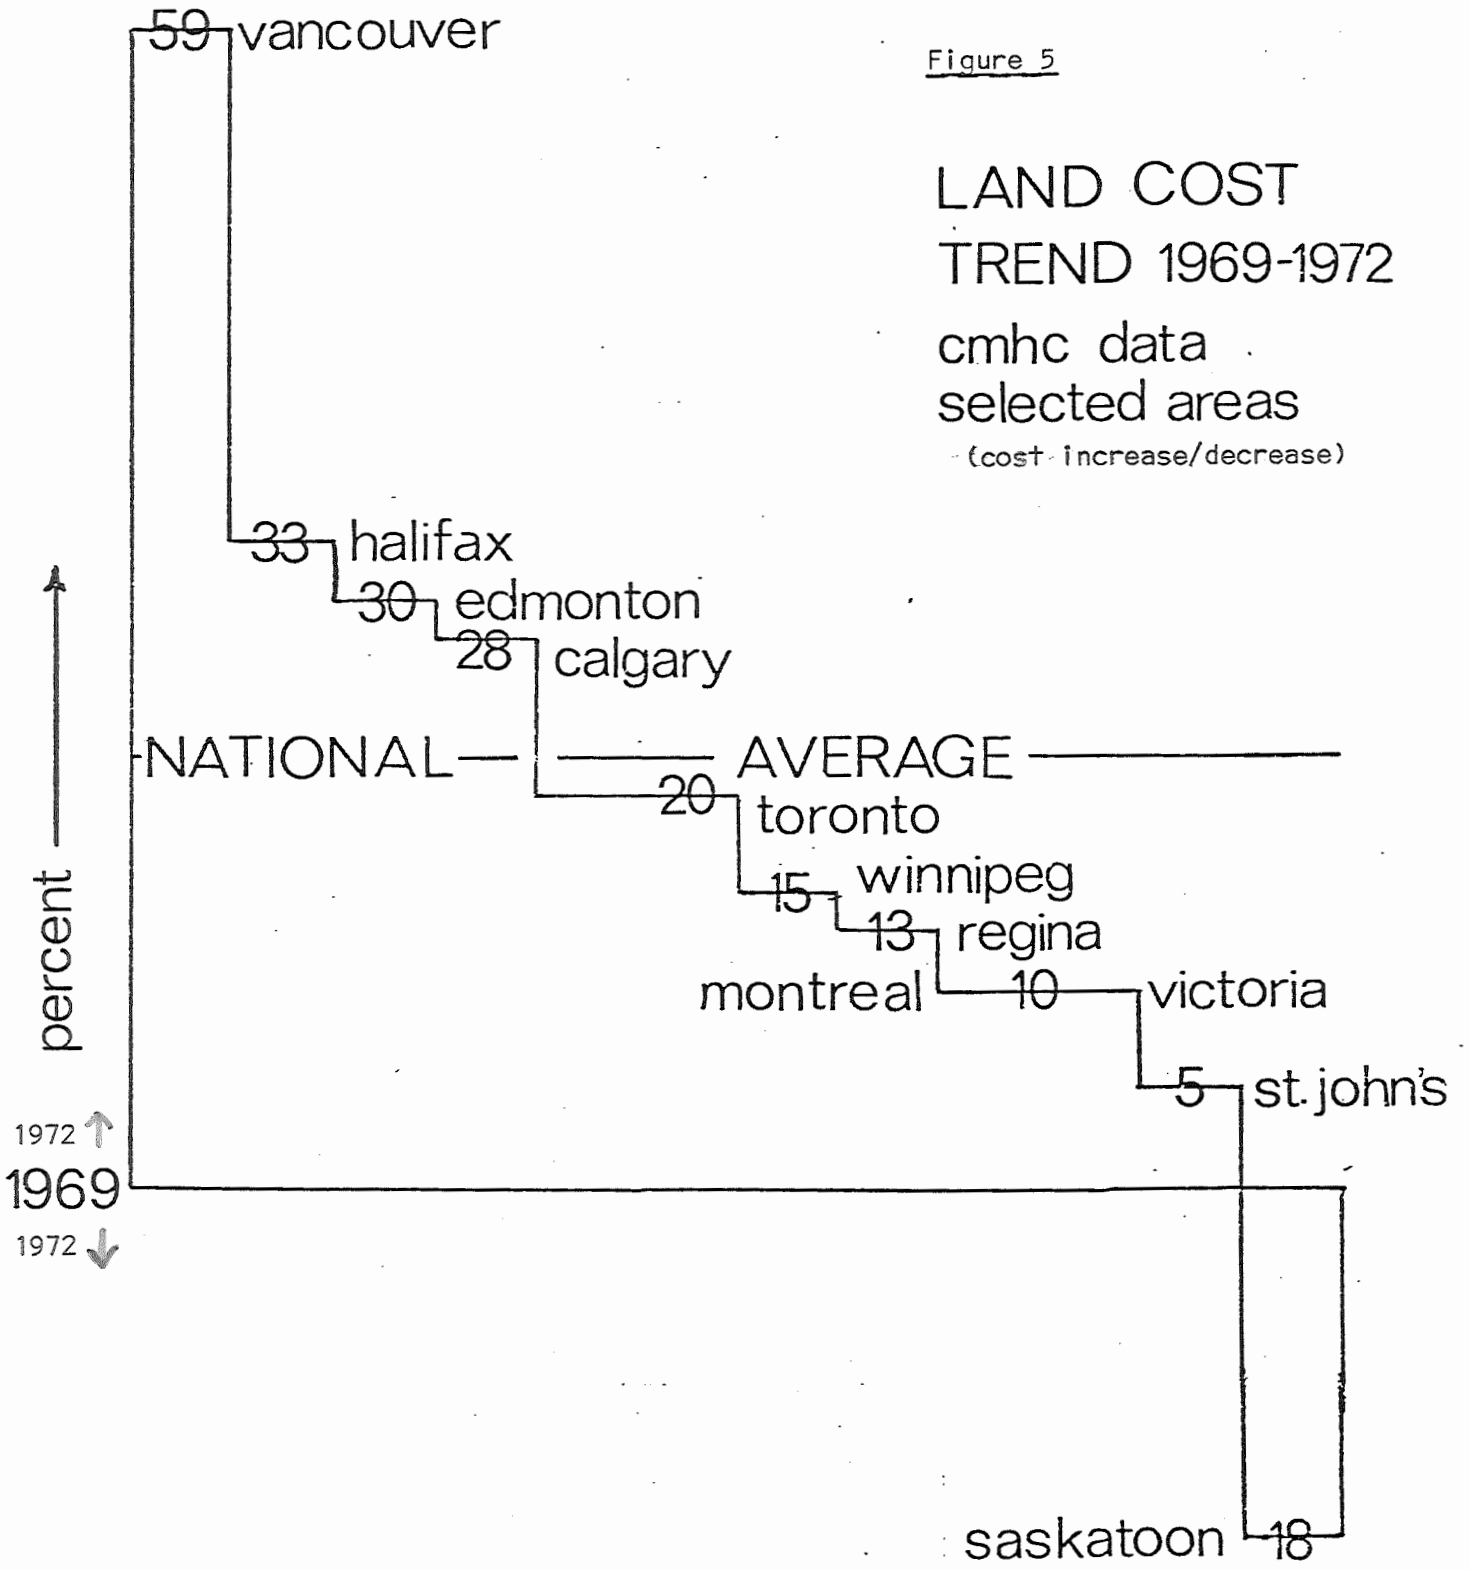 59 vancouver
Figure 5
LAND COST
TREND 1969-1972
cmhc data
selected areas
(cost increase/decrease)
33 halifax
30 edmonton
28 calgary
NATIONAL AVERAGE
20 toronto
15 winnipeg
13 regina
montreal 10 victoria
5 st. john's
percent
1972
1969
1972
saskatoon 18